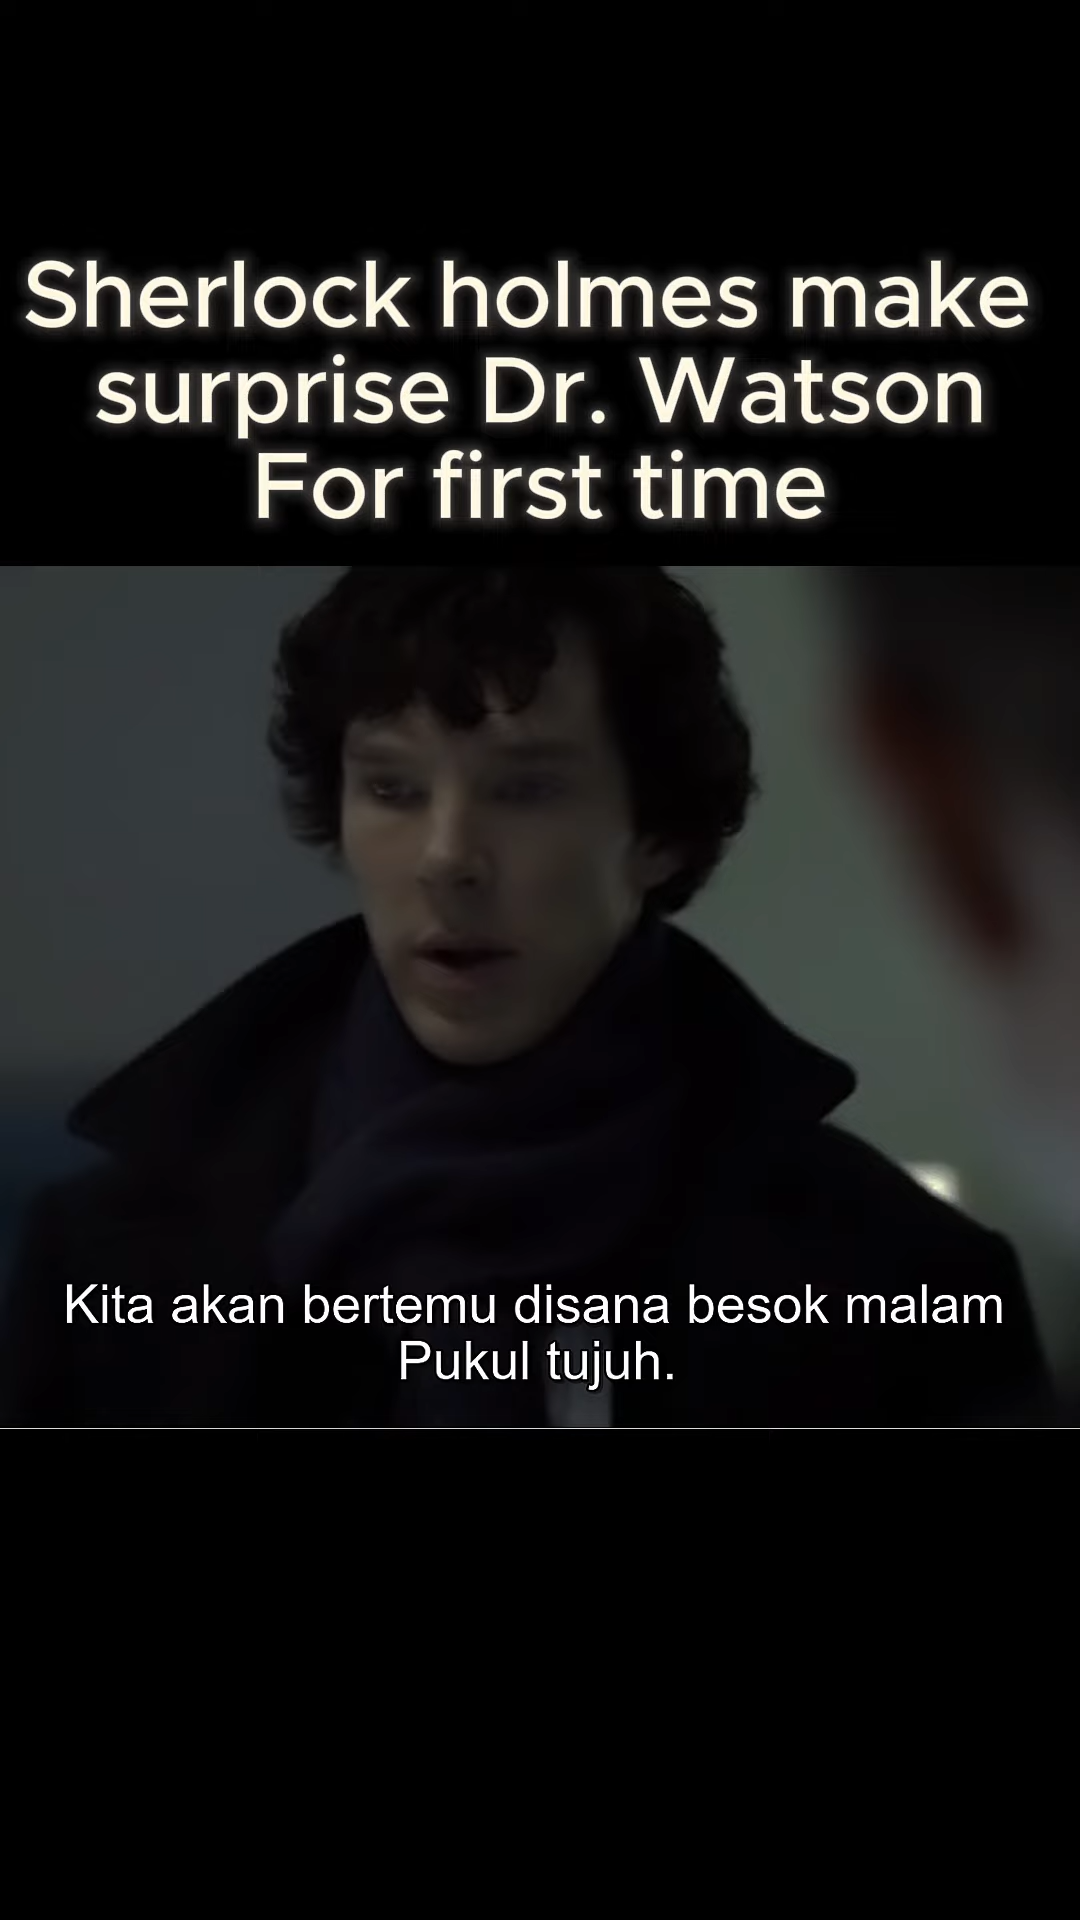 Sherlock holmes make
surprise Dr. Watson
For first time
Kita akan bertemu disana besok malam
Pukul tujuh.